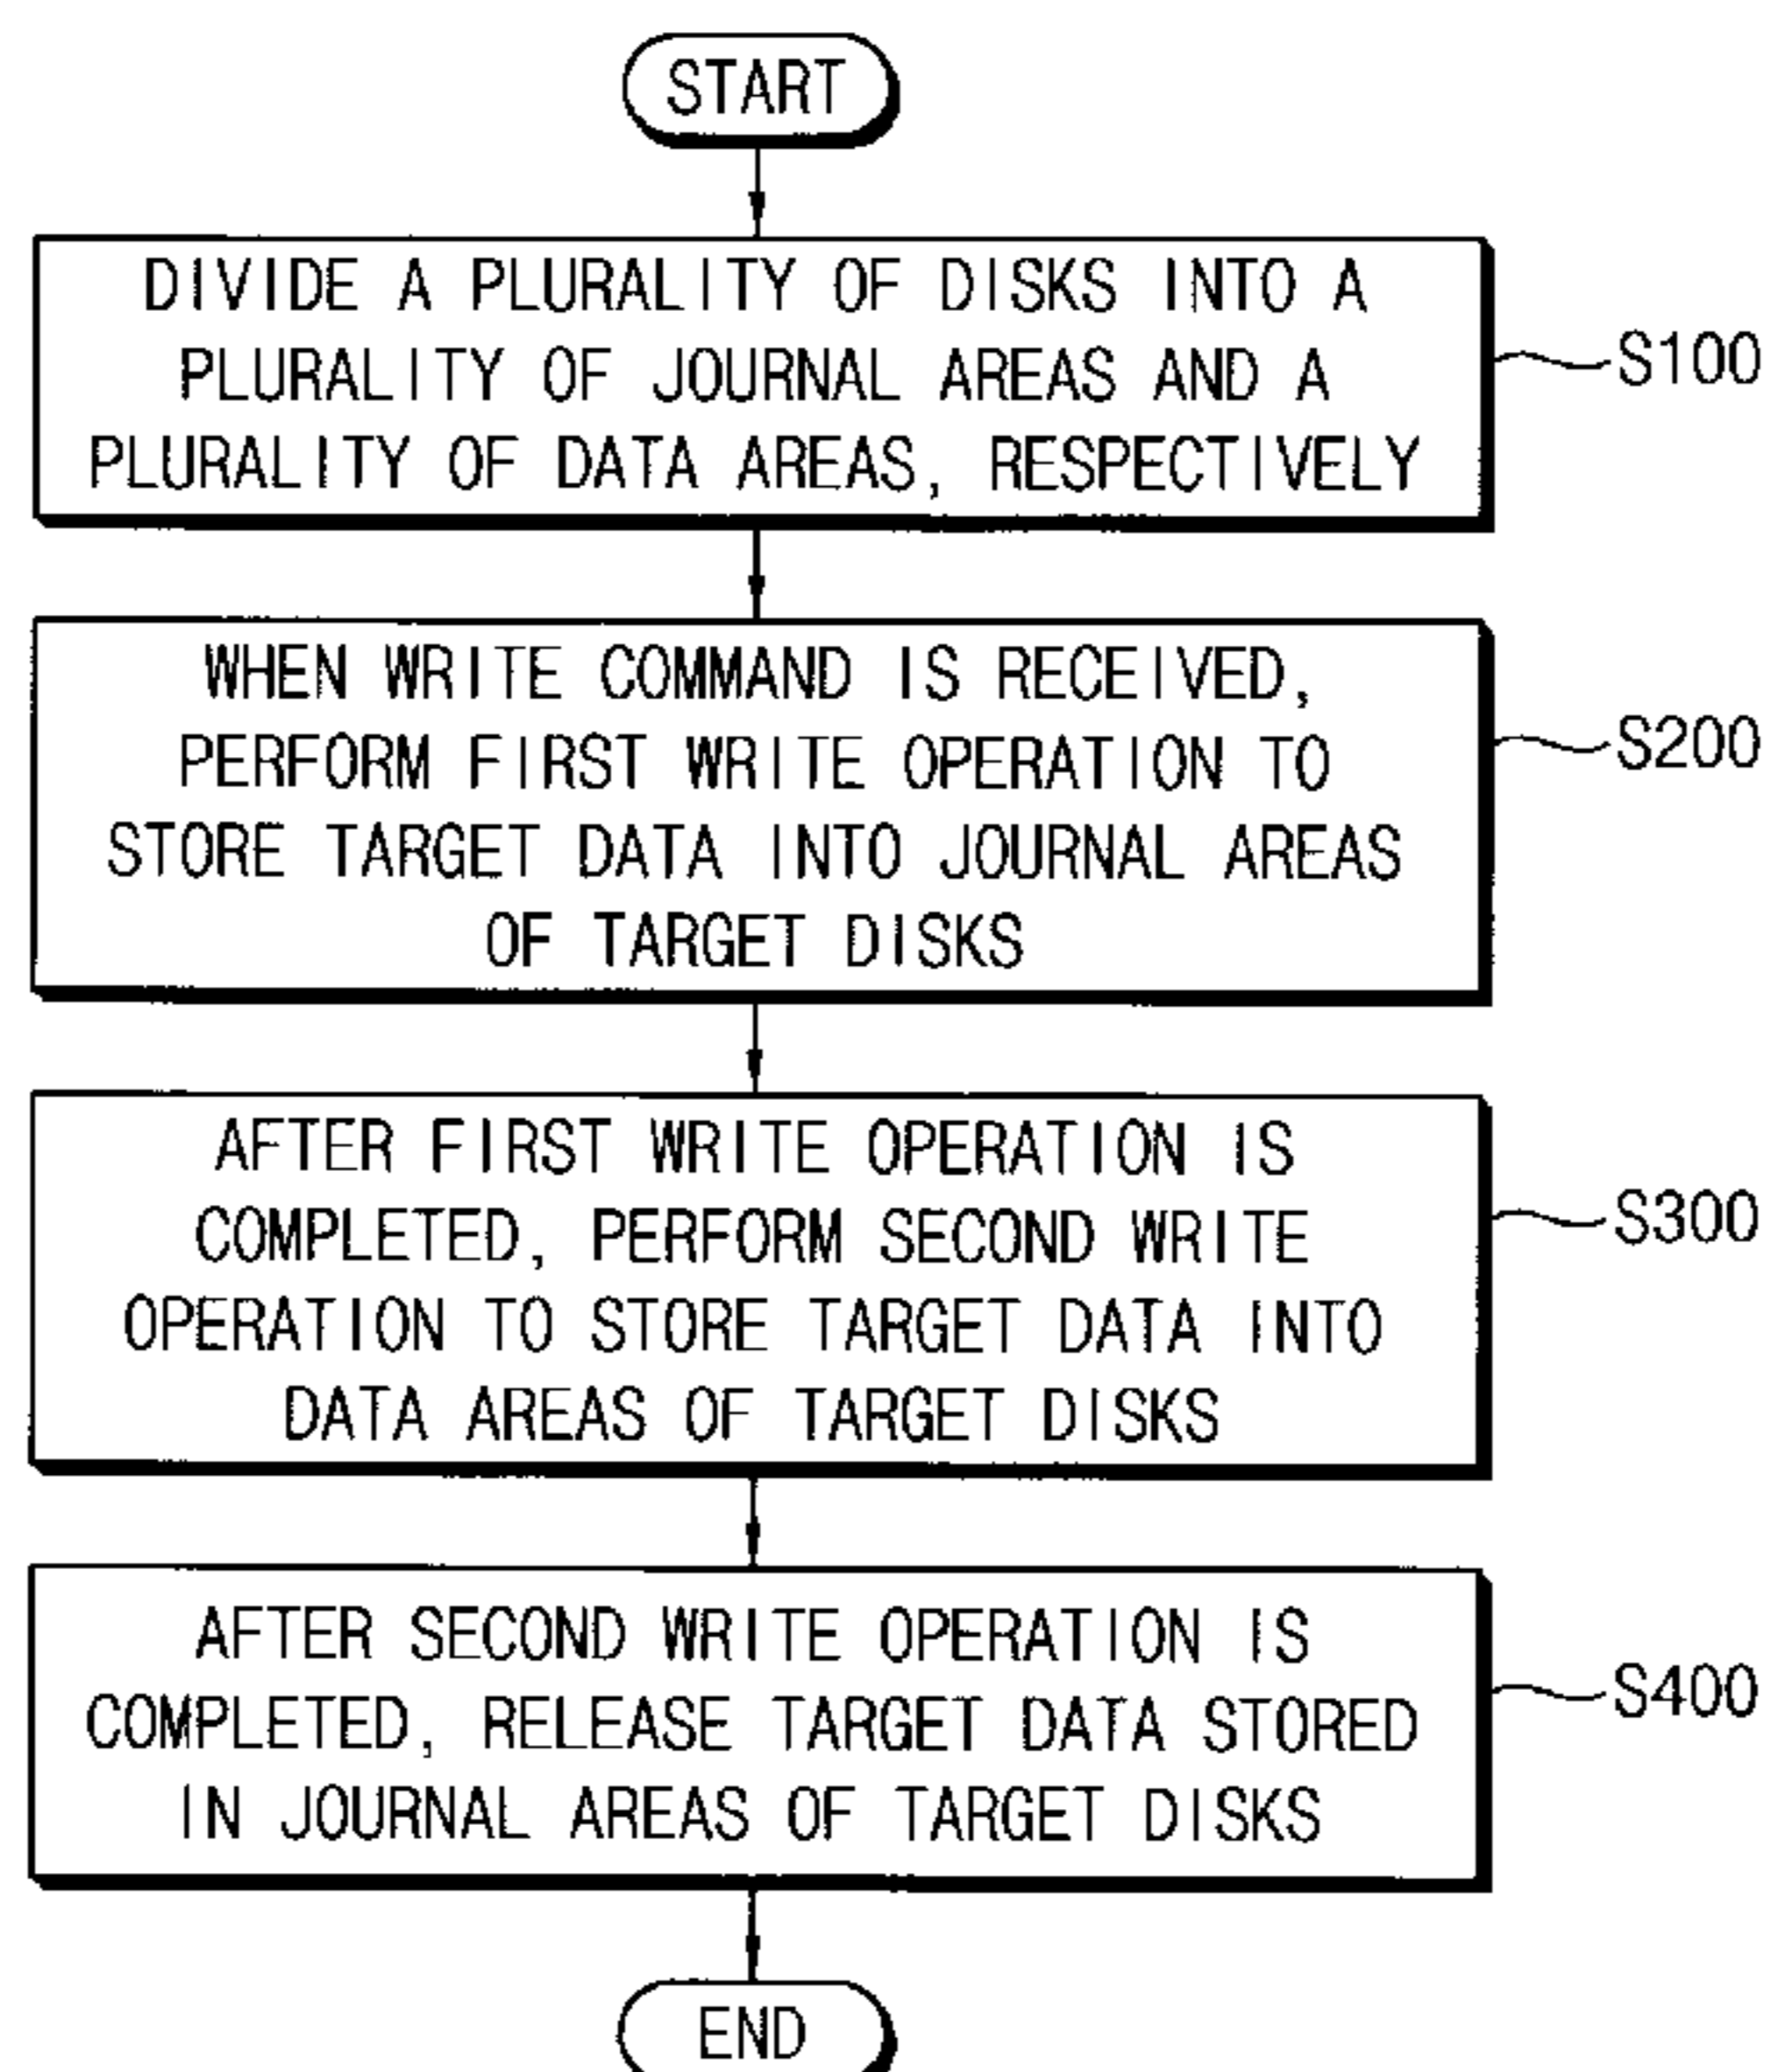 START
DIVIDE A PLURALITY OF DISKS INTO A
PLURALITY OF JOURNAL AREAS AND A
PLURALITY OF DATA AREAS, RESPECTIVELY
S100
WHEN WRITE COMMAND IS RECEIVED,
PERFORM FIRST WRITE OPERATION TO
STORE TARGET DATA INTO JOURNAL AREAS
OF TARGET DISKS
S200
AFTER FIRST WRITE OPERATION IS
COMPLETED, PERFORM SECOND WRITE
OPERATION TO STORE TARGET DATA INTO
DATA AREAS OF TARGET DISKS
S300
AFTER SECOND WRITE OPERATION IS
COMPLETED, RELEASE TARGET DATA STORED
IN JOURNAL AREAS OF TARGET DISKS
S400
END